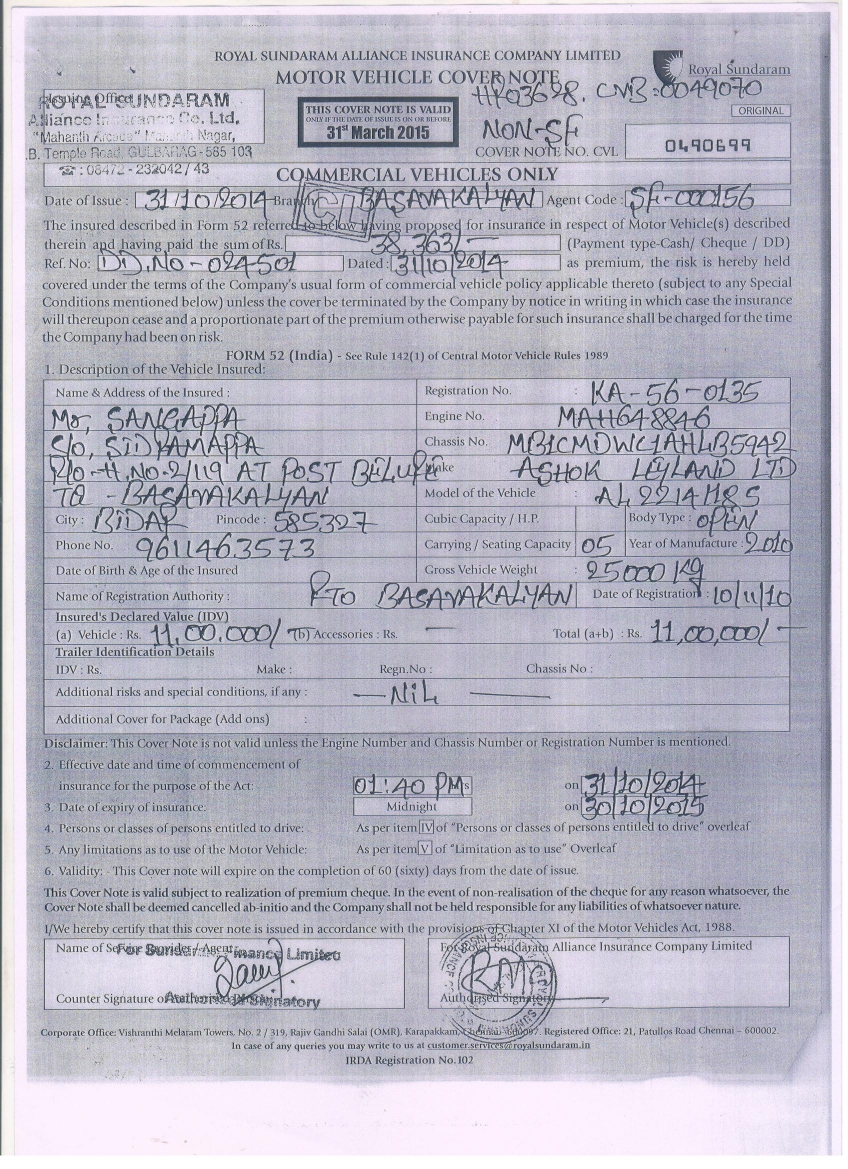 ROYAL SUNDARAM ALLIANCE INSURANCE COMPANY LIMITED
MOTOR VEHICLE COVER NOTE
Royal Sundaram
HY03628. CMB:0049070
ROYAL SUNDARAM
Alliance Insurance Co. Ltd.
"Mahanth Arcade" Nagar,
B. Temple Road, GULBARAG - 585 103
☎ : 08472 - 232042 / 43
THIS COVER NOTE IS VALID
ONLY IF THE DATE OF ISSUE IS ON OR BEFORE
31st March 2015
ORIGINAL
NON-SF
COVER NOTE NO. CVL 0490699
COMMERCIAL VEHICLES ONLY
Date of Issue : 31/10/2014 Branch BASAVAKALYAN Agent Code : SF-000156
The insured described in Form 52 referred to below having proposed for insurance in respect of Motor Vehicle(s) described
therein and having paid the sum of Rs. 38,363/- (Payment type-Cash/ Cheque / DD)
Ref. No: DD.NO-024501 Dated : 31/10/2014 as premium, the risk is hereby held
covered under the terms of the Company's usual form of commercial vehicle policy applicable thereto (subject to any Special
Conditions mentioned below) unless the cover be terminated by the Company by notice in writing in which case the insurance
will thereupon cease and a proportionate part of the premium otherwise payable for such insurance shall be charged for the time
the Company had been on risk.
FORM 52 (India) - See Rule 142(1) of Central Motor Vehicle Rules 1989
1. Description of the Vehicle Insured:
Name & Address of the Insured :
Mr, SANGAPPA
S/o, SIDYAMAPPA
R/o-H.No-2/119 AT POST BELURE
TQ - BASAVAKALYAN
City : BIDAR Pincode : 585327
Phone No. 9611463573
Date of Birth & Age of the Insured
Registration No. : KA-56-0135
Engine No. MAH648846
Chassis No. MB1CMDWC1AHLB5942
Make ASHOK LEYLAND LTD
Model of the Vehicle : AL 2214 H8S
Cubic Capacity / H.P. Body Type : OPEN
Carrying / Seating Capacity 05 Year of Manufacture : 2010
Gross Vehicle Weight : 25000 Kg
Name of Registration Authority : RTO BASAVAKALYAN Date of Registration : 10/11/10
Insured's Declared Value (IDV)
(a) Vehicle : Rs. 11,00,000/- (b) Accessories : Rs. — Total (a+b) : Rs. 11,00,000/-
Trailer Identification Details
IDV : Rs. Make : Regn.No : Chassis No :
Additional risks and special conditions, if any : — NiL —
Additional Cover for Package (Add ons) :
Disclaimer: This Cover Note is not valid unless the Engine Number and Chassis Number or Registration Number is mentioned.
2. Effective date and time of commencement of
insurance for the purpose of the Act: 01:40 PM on 31/10/2014
3. Date of expiry of insurance: Midnight on 30/10/2015
4. Persons or classes of persons entitled to drive: As per item IV of "Persons or classes of persons entitled to drive" overleaf
5. Any limitations as to use of the Motor Vehicle: As per item V of "Limitation as to use" Overleaf
6. Validity: - This Cover note will expire on the completion of 60 (sixty) days from the date of issue.
This Cover Note is valid subject to realization of premium cheque. In the event of non-realisation of the cheque for any reason whatsoever, the
Cover Note shall be deemed cancelled ab-initio and the Company shall not be held responsible for any liabilities of whatsoever nature.
I/We hereby certify that this cover note is issued in accordance with the provisions of Chapter XI of the Motor Vehicles Act, 1988.
For Royal Sundaram Alliance Insurance Company Limited
Finance Limited
Counter Signature of
Authorised Signatory
Authorised Signatory
Corporate Office: Vishranthi Melaram Towers, No. 2 / 319, Rajiv Gandhi Salai (OMR), Karapakkam, Chennai - 600097. Registered Office: 21, Patullos Road Chennai – 600002.
In case of any queries you may write to us at customer.services@royalsundaram.in
IRDA Registration No.102